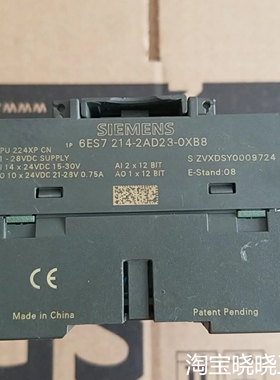 SIEMENS
PU 224XP CN
1P 6ES7 214-2AD23-0XB8
1 - 28VDC SUPPLY
14 x 24VDC 15-30V AI 2 x 12 BIT S ZVXDSY0009724
O 10 x 24VDC 21-28V 0.75A AO 1 x 12 BIT E-Stand:08
CE
Made in China Patent Pending
淘宝晓晓